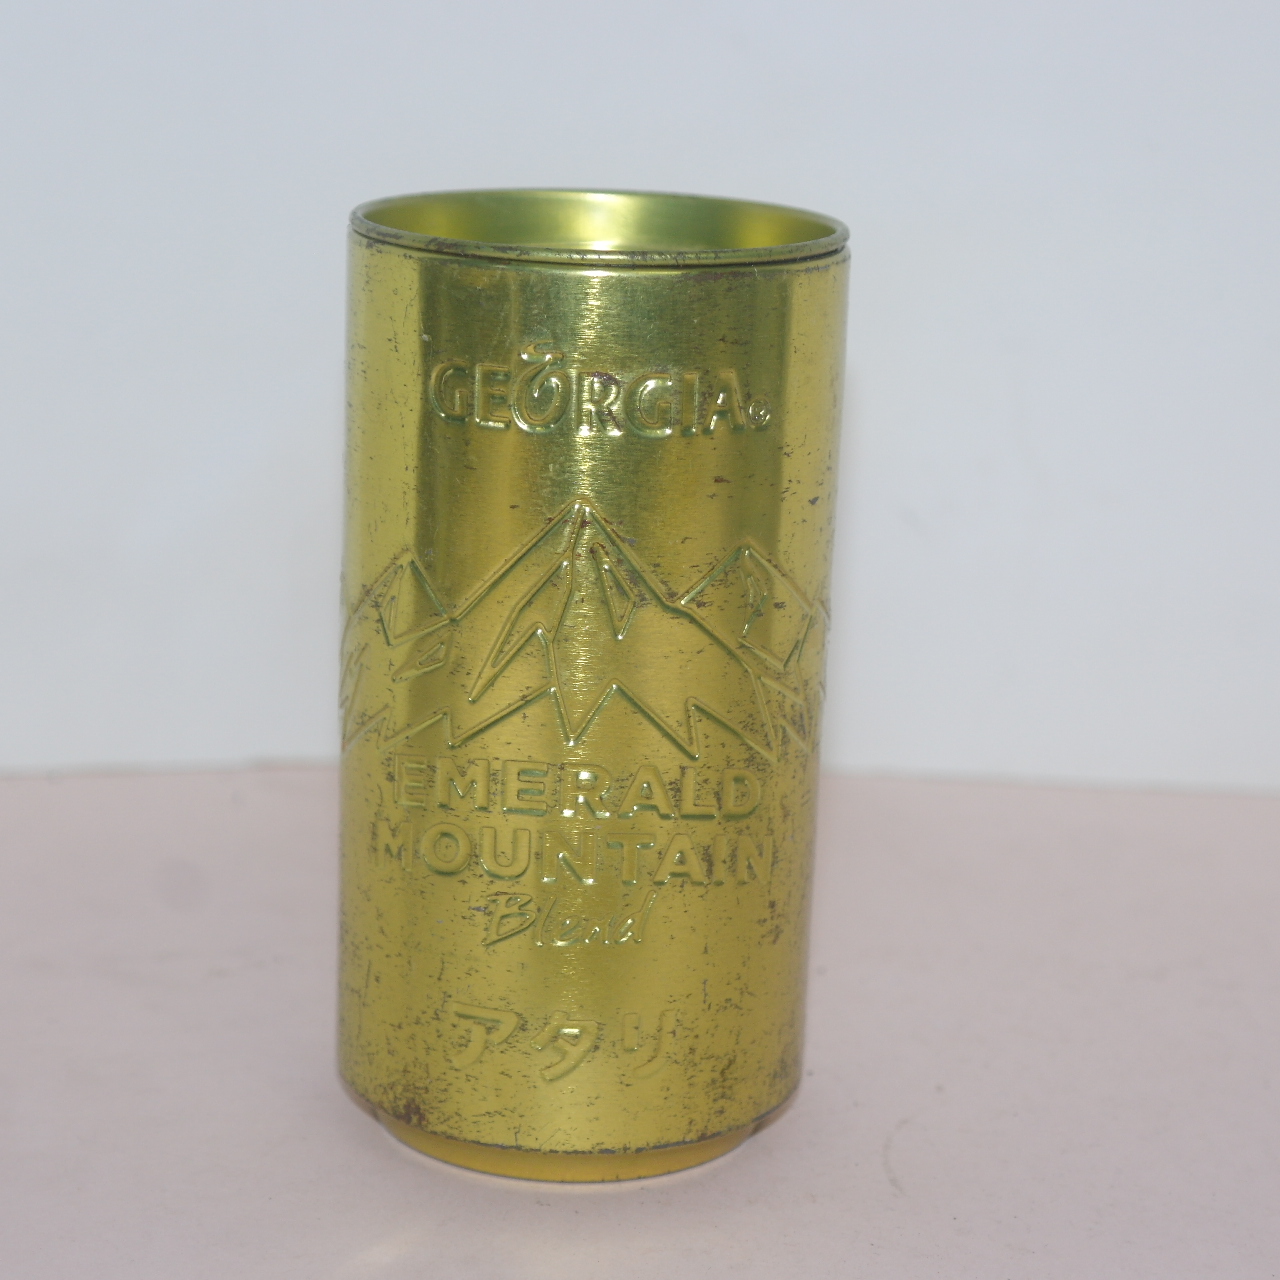 GEORGIA®
EMERALD
MOUNTAIN
Blend
アタリ